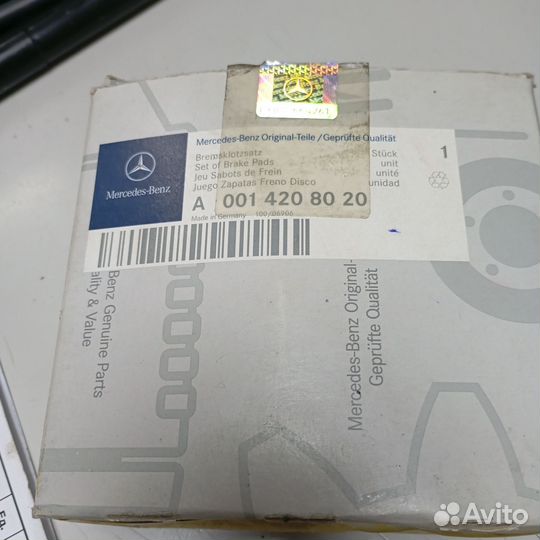 Mercedes-Benz Original-Teile / Geprüfte Qualität
Bremsklotzsatz
Set of Brake Pads
Jeu Sabots de Frein
Juego Zapatas Freno Disco
Stück
unit
unité
unidad
1
Mercedes-Benz
A 001 420 80 20
Made in Germany 100/06906
Benz Genuine Parts
ality & Value
Mercedes-Benz Original-
Geprüfte Qualität
Avito